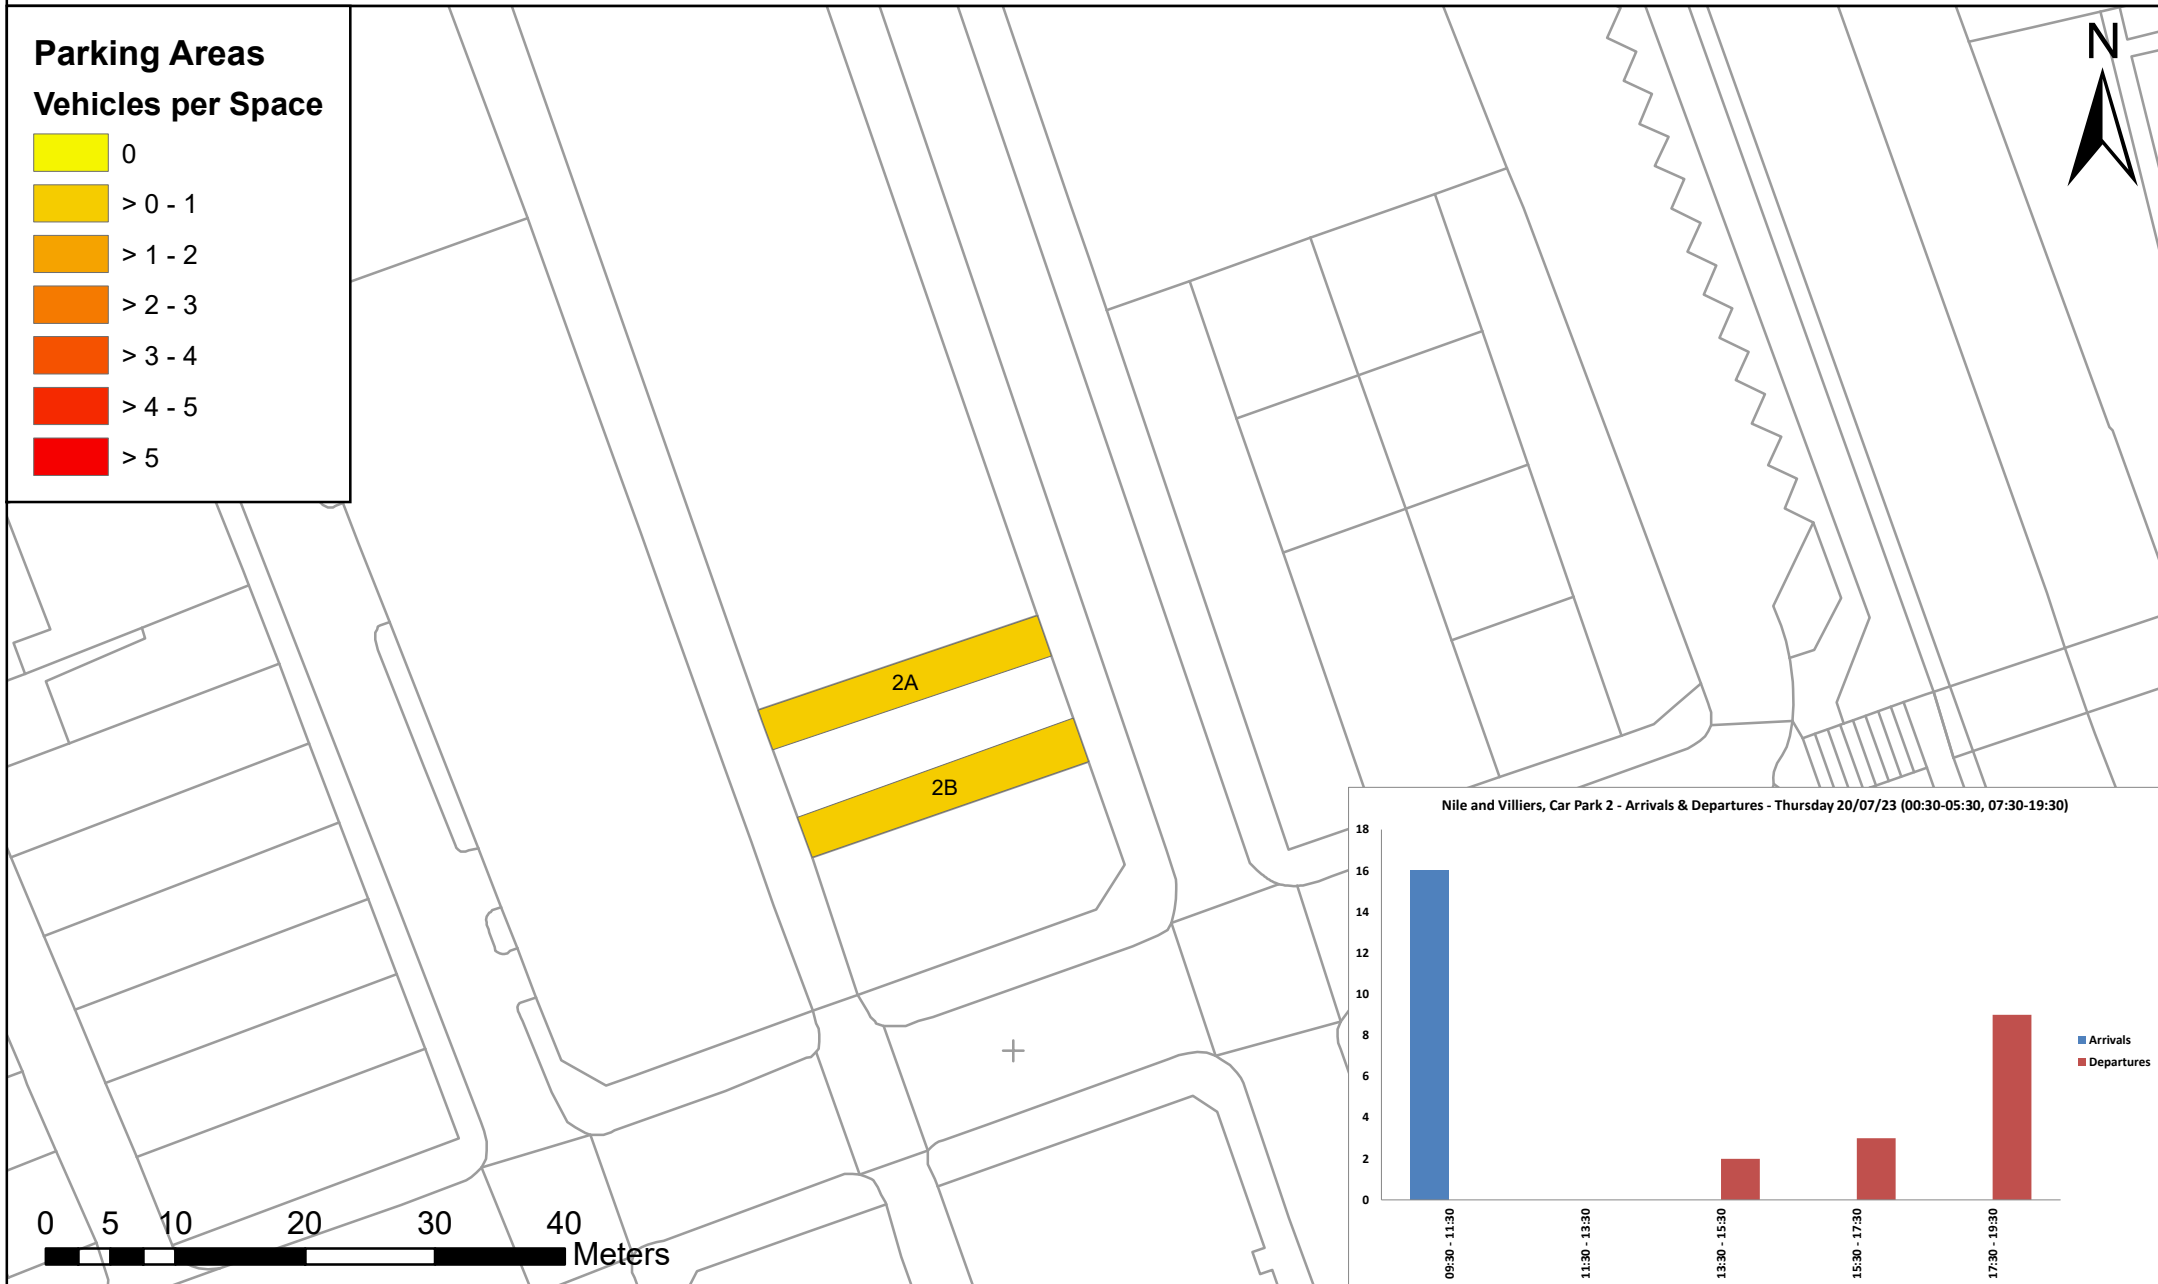 Parking Areas
Vehicles per Space
0
> 0 - 1
> 1 - 2
> 2 - 3
> 3 - 4
> 4 - 5
> 5
N
2A
2B
Nile and Villiers, Car Park 2 - Arrivals & Departures - Thursday 20/07/23 (00:30-05:30, 07:30-19:30)
18
16
14
12
10
8
6
4
2
0
Arrivals
Departures
09:30 - 11:30
11:30 - 13:30
13:30 - 15:30
15:30 - 17:30
17:30 - 19:30
0 5 10 20 30 40
Meters